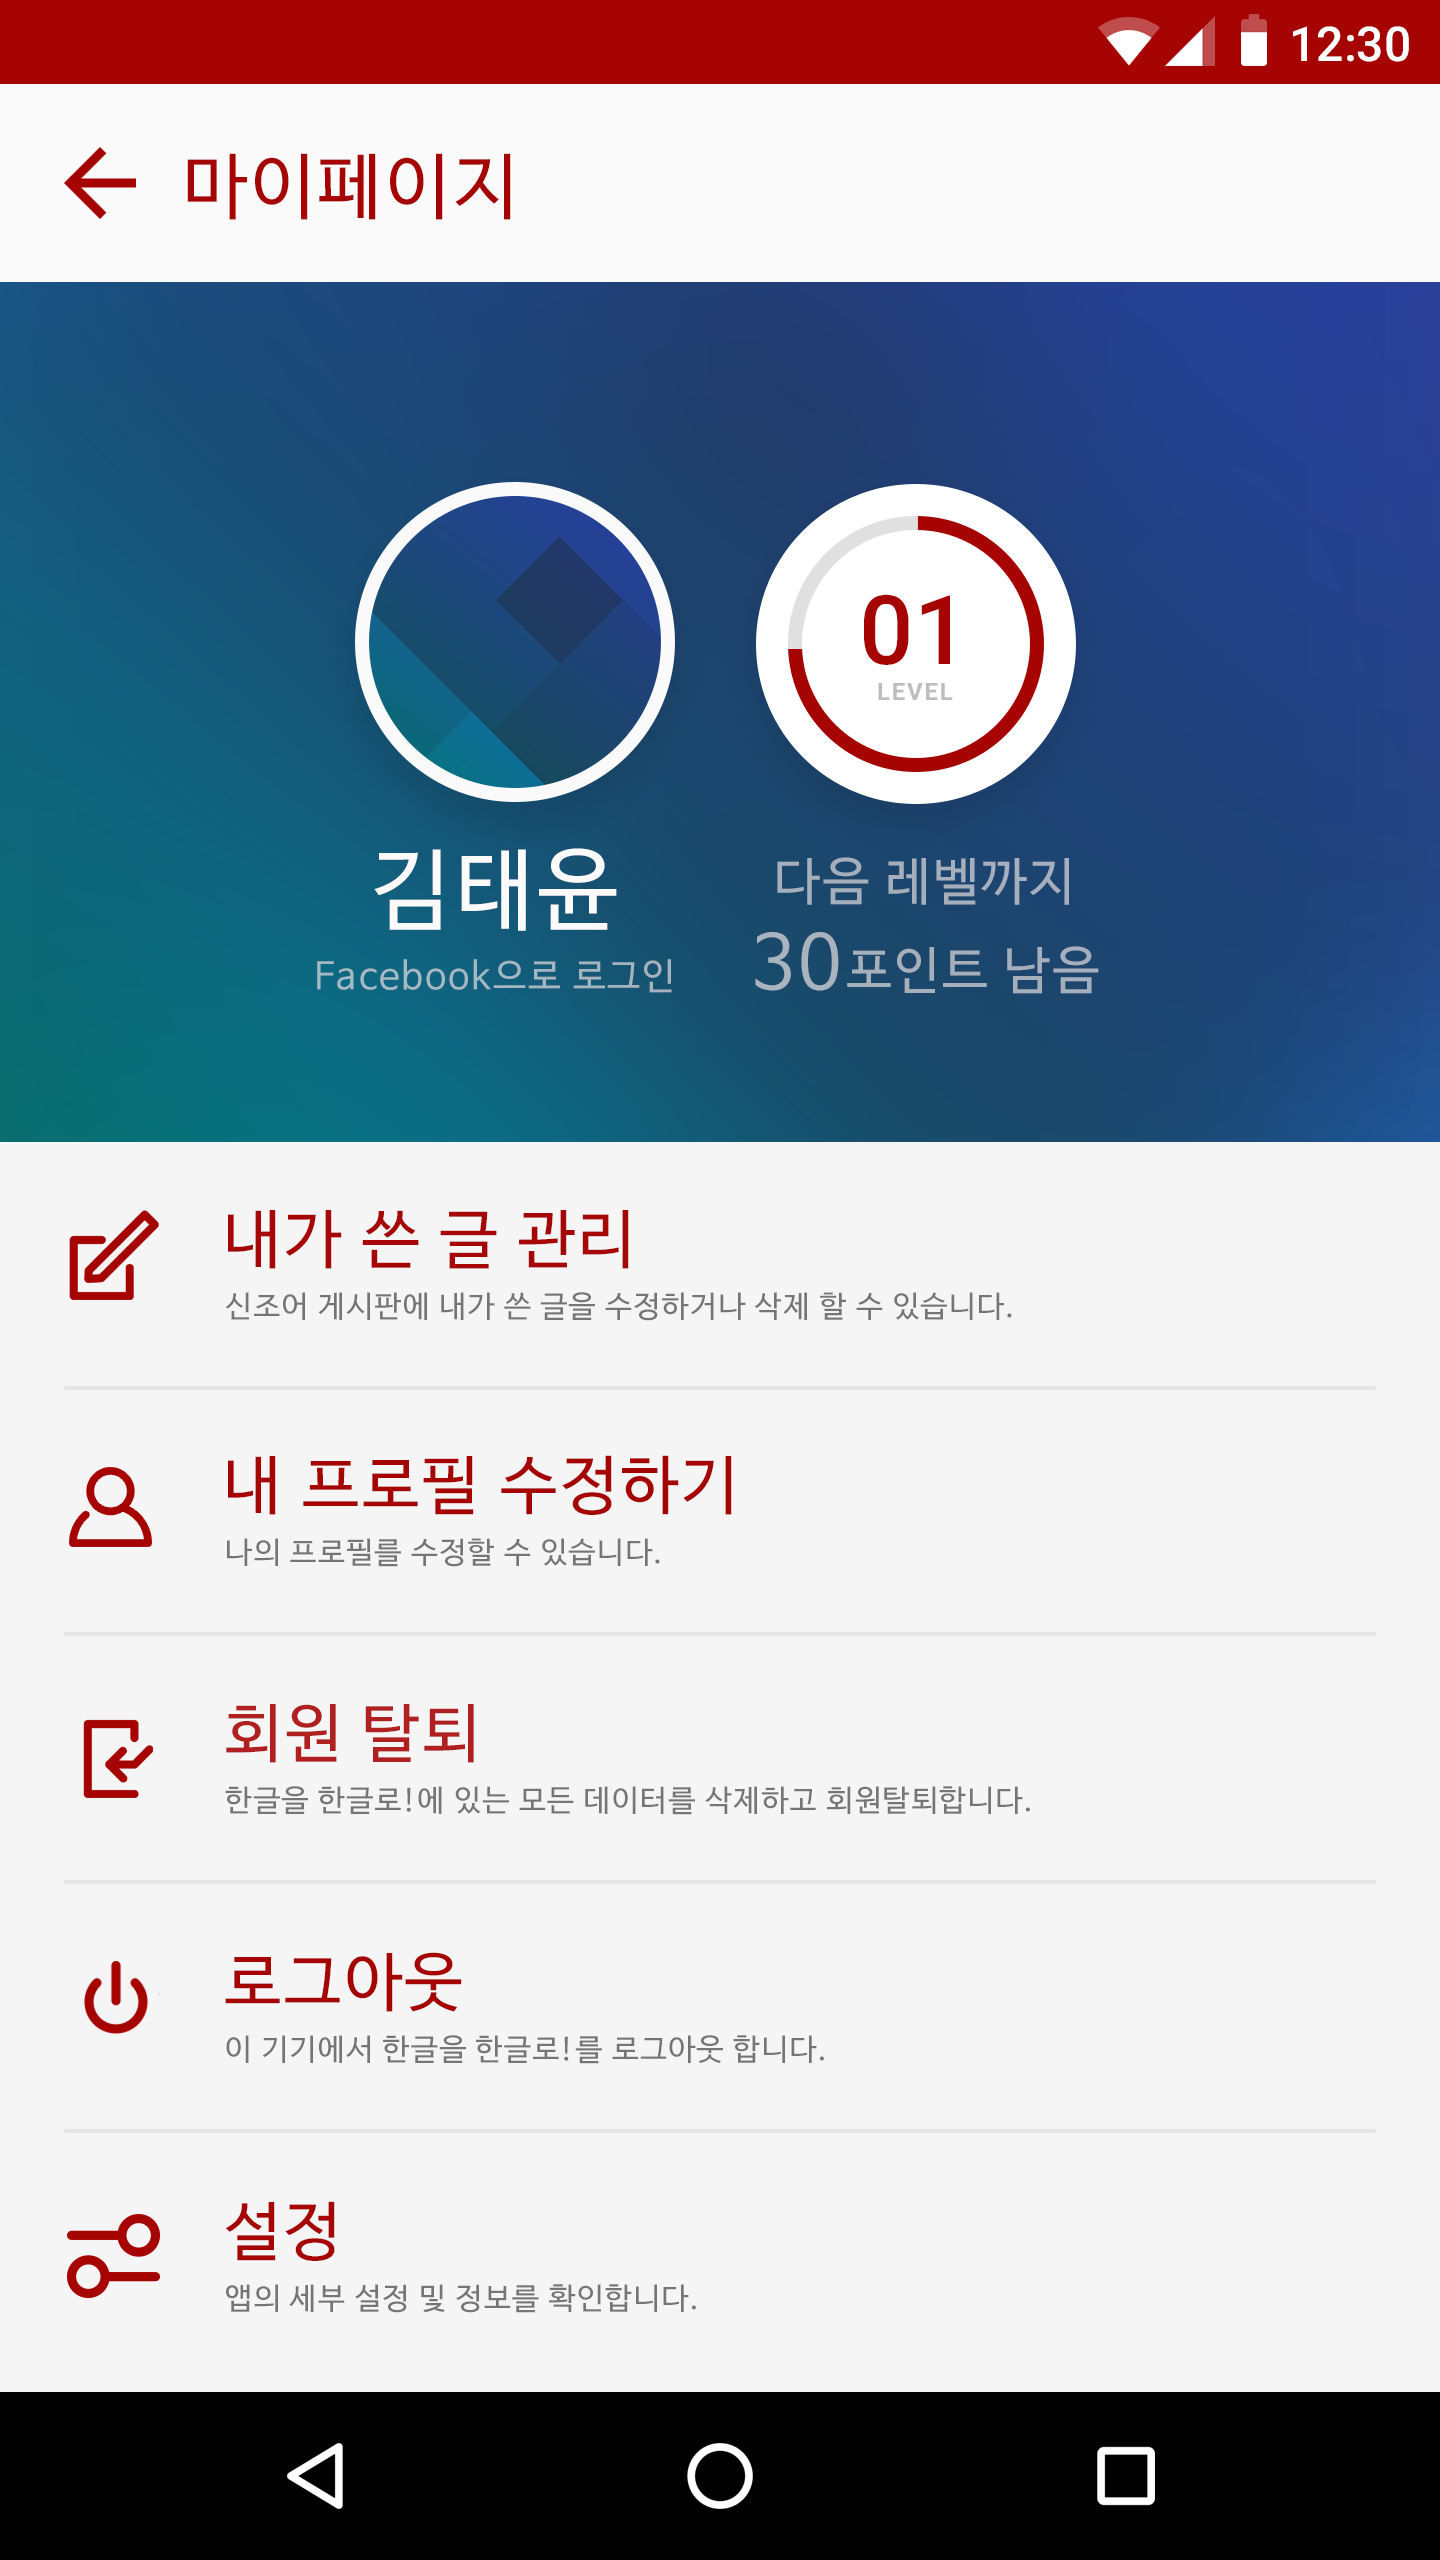 12:30
마이페이지
01
LEVEL
김태윤
Facebook으로 로그인
다음 레벨까지
30포인트 남음
내가 쓴 글 관리
신조어 게시판에 내가 쓴 글을 수정하거나 삭제 할 수 있습니다.
내 프로필 수정하기
나의 프로필를 수정할 수 있습니다.
회원 탈퇴
한글을 한글로!에 있는 모든 데이터를 삭제하고 회원탈퇴합니다.
로그아웃
이 기기에서 한글을 한글로!를 로그아웃 합니다.
설정
앱의 세부 설정 및 정보를 확인합니다.